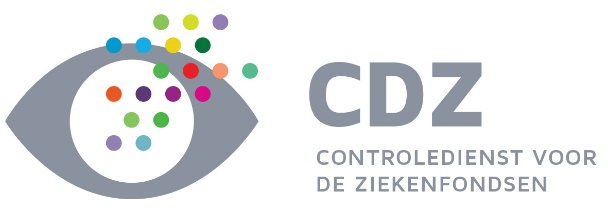 CDZ
CONTROLEDIENST VOOR
DE ZIEKENFONDSEN